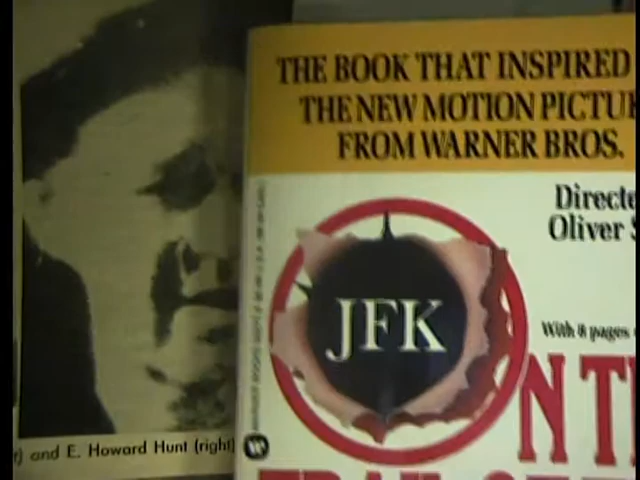 THE BOOK THAT INSPIRED
THE NEW MOTION PICTU
FROM WARNER BROS.
Directe
Oliver S
JFK
With 8 pages
N T
r) and E. Howard Hunt (right)